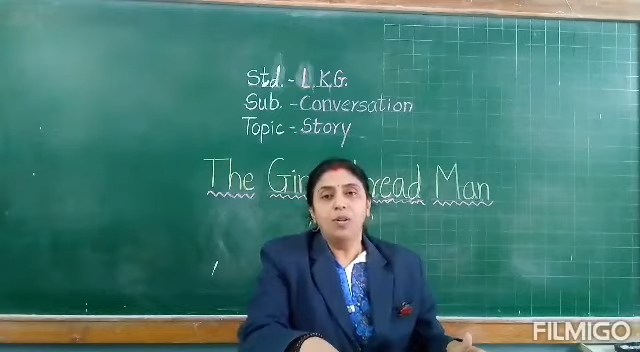 Std. - L.K.G.
Sub. - Conversation
Topic - Story
The Man
FILMIGO